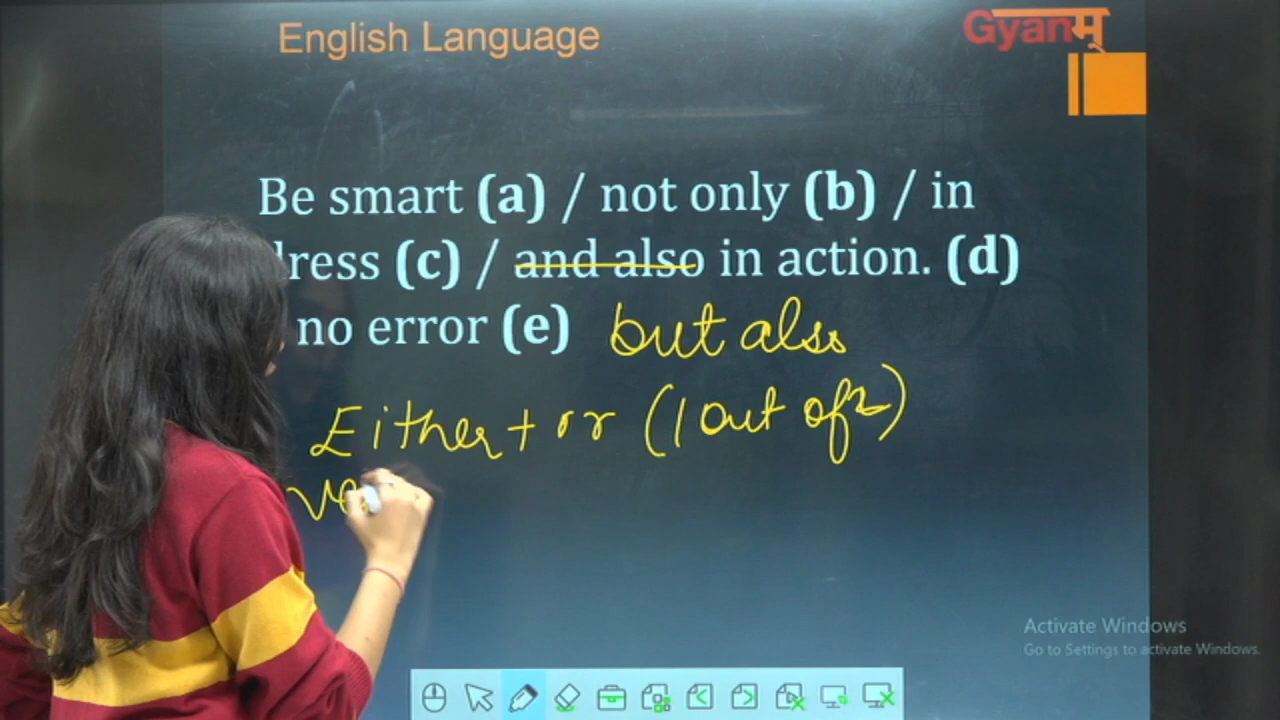 English Language
Gyanम्
Be smart (a) / not only (b) / in
ress (c) / and also in action. (d)
no error (e) but also
Either + or (1 out of 2)
Activate Windows
Go to Settings to activate Windows.